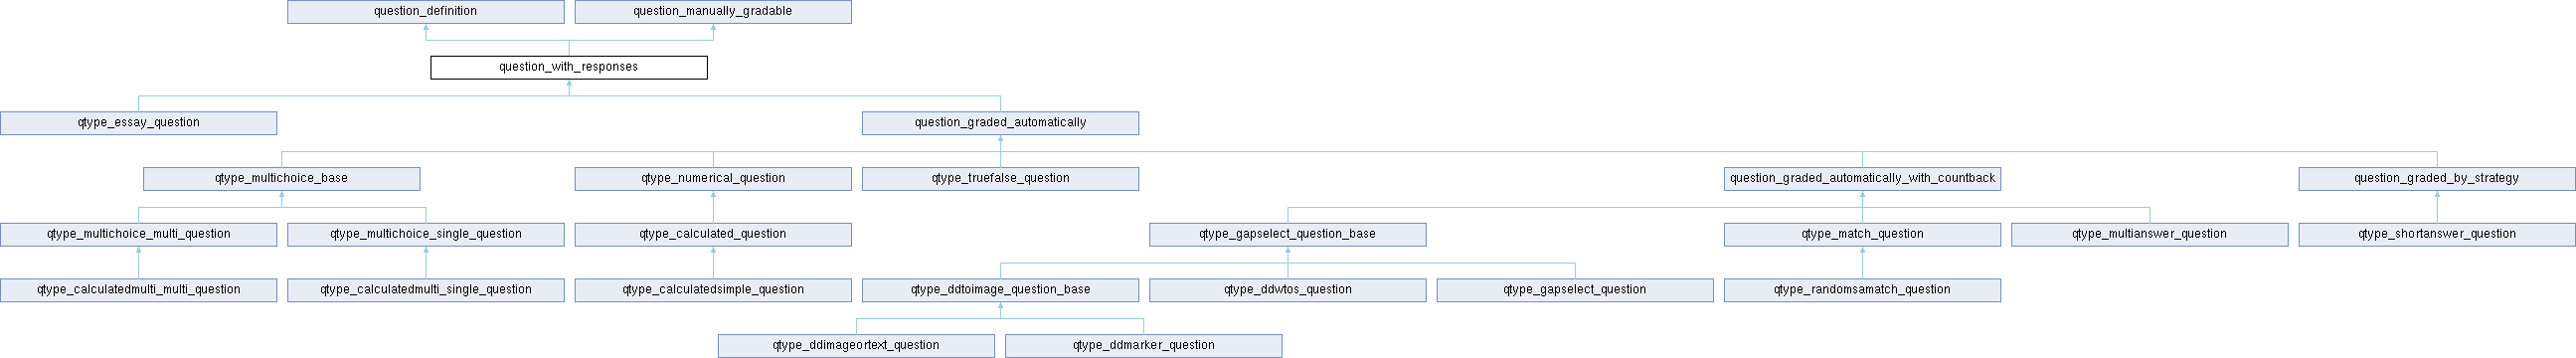 question_definition
question_manually_gradable
question_with_responses
qtype_essay_question
question_graded_automatically
qtype_multichoice_base
qtype_numerical_question
qtype_truefalse_question
question_graded_automatically_with_countback
question_graded_by_strategy
qtype_multichoice_multi_question
qtype_multichoice_single_question
qtype_calculated_question
qtype_gapselect_question_base
qtype_match_question
qtype_multianswer_question
qtype_shortanswer_question
qtype_calculatedmulti_multi_question
qtype_calculatedmulti_single_question
qtype_calculatedsimple_question
qtype_ddtoimage_question_base
qtype_ddwtos_question
qtype_gapselect_question
qtype_randomsamatch_question
qtype_ddimageortext_question
qtype_ddmarker_question